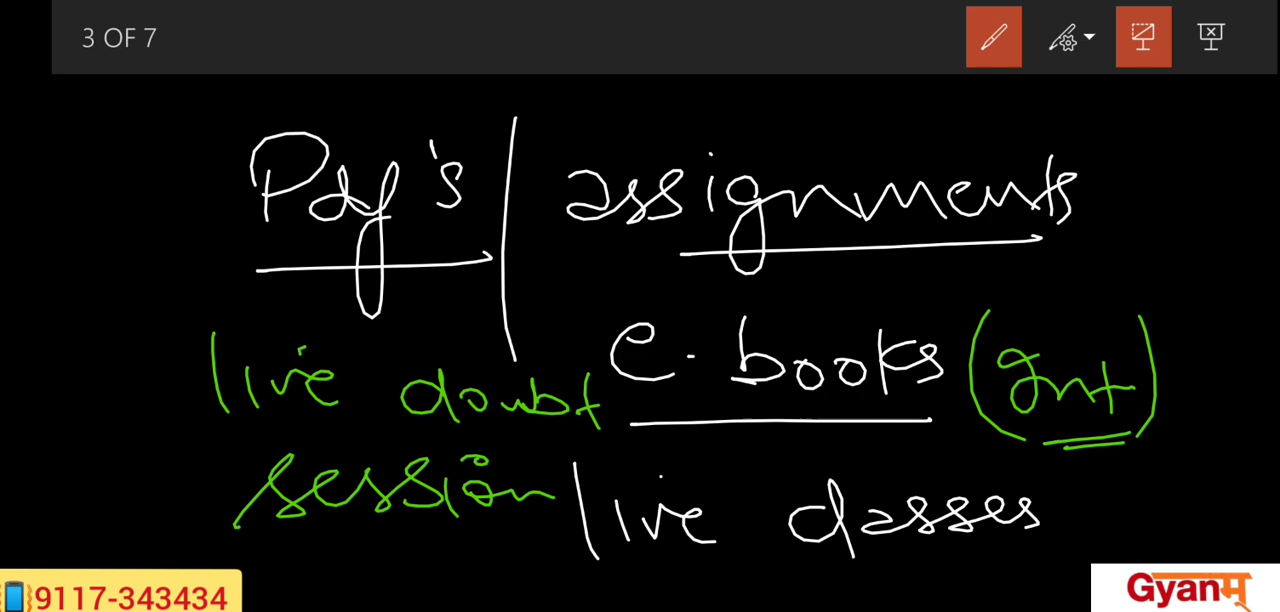 3 OF 7
Pdf's assignments
e-books (gnt)
live doubt
session
live classes
9117-343434
Gyanम